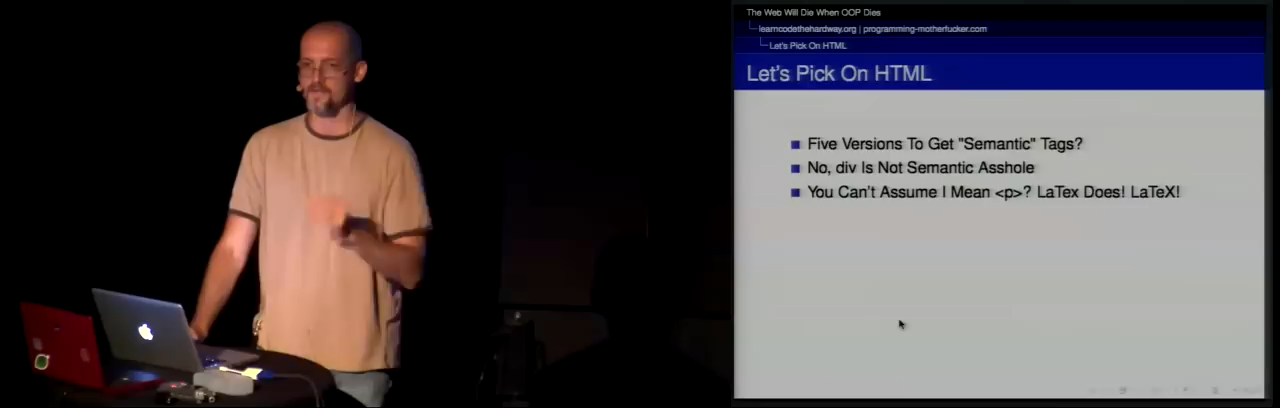 The Web Will Die When OOP Dies
learncodethehardway.org | programming-motherfucker.com
Let's Pick On HTML
Let's Pick On HTML
Five Versions To Get "Semantic" Tags?
No, div Is Not Semantic Asshole
You Can't Assume I Mean <p>? LaTex Does! LaTeX!